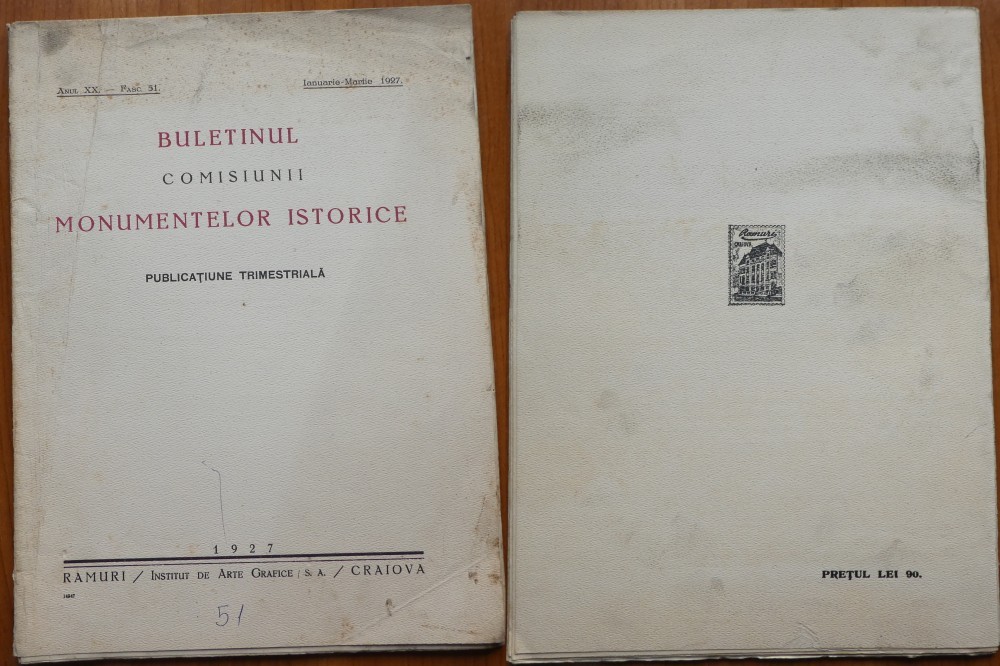 ANUL XX. — FASC. 51.
Ianuarie-Martie 1927.
BULETINUL
COMISIUNII
MONUMENTELOR ISTORICE
PUBLICAȚIUNE TRIMESTRIALĂ
1927
RAMURI / INSTITUT DE ARTE GRAFICE / S. A. / CRAIOVA
51
Ramuri
CRAIOVA
PREȚUL LEI 90.